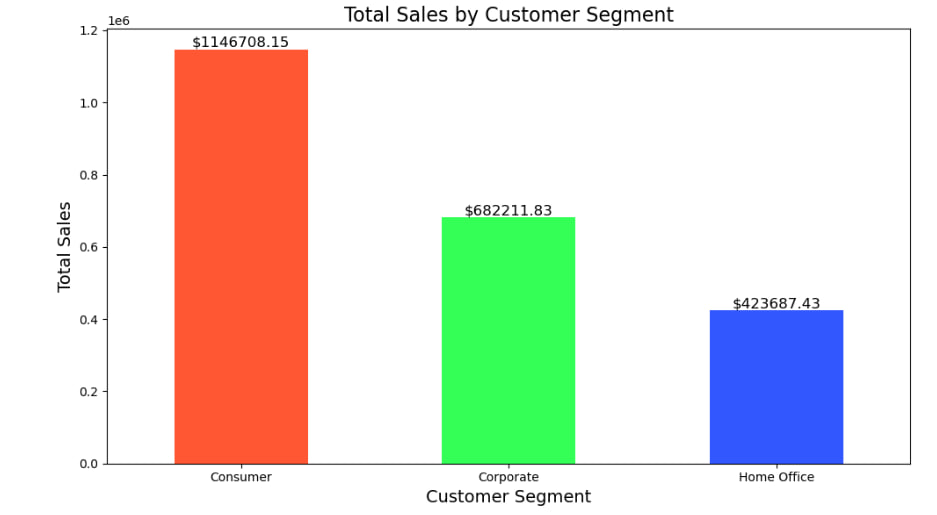 Total Sales by Customer Segment
1e6
1.2
$1146708.15
1.0
0.8
$682211.83
0.6
Total Sales
$423687.43
0.4
0.2
0.0
Consumer
Corporate
Home Office
Customer Segment